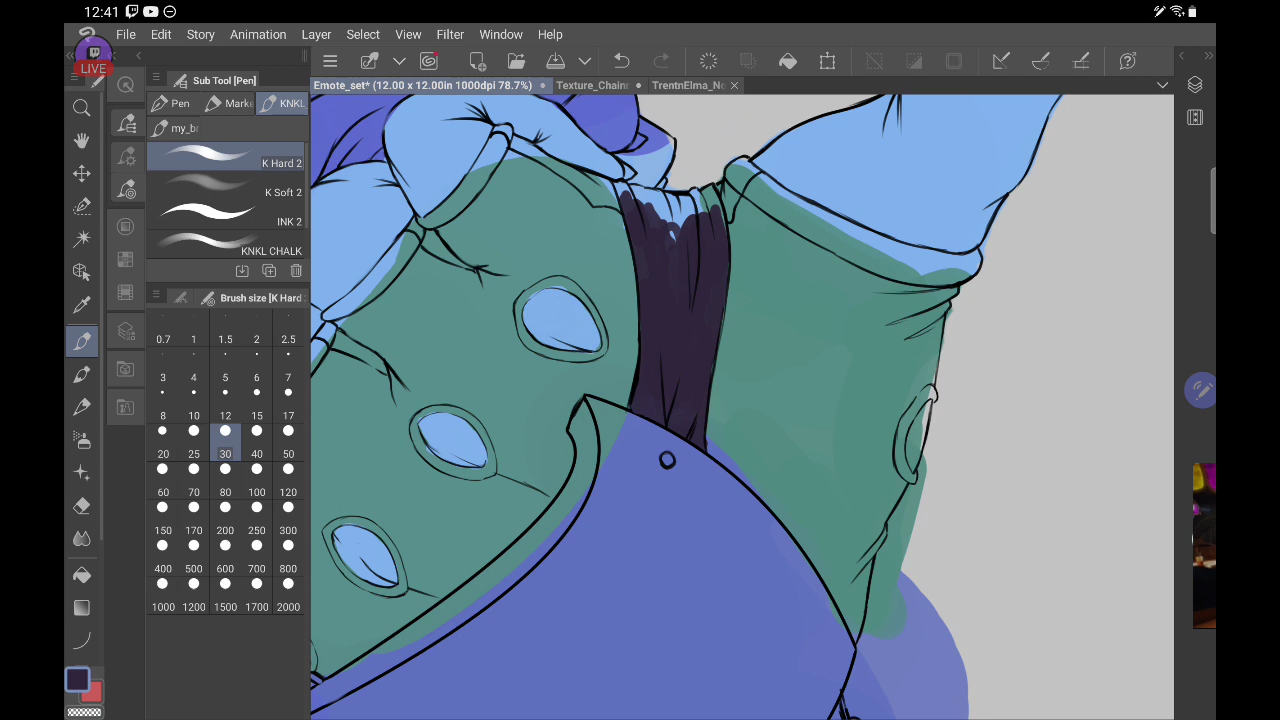 12:41
File Edit Story Animation Layer Select View Filter Window Help
LIVE
Sub Tool [Pen]
Emote_set* (12.00 x 12.00in 1000dpi 78.7%)
Texture_Chain
TrentnElma_No
Pen Marke KNKL
my_br
K Hard 2
K Soft 2
INK 2
KNKL CHALK
Brush size [K Hard
0.7 1 1.5 2 2.5
3 4 5 6 7
8 10 12 15 17
20 25 30 40 50
60 70 80 100 120
150 170 200 250 300
400 500 600 700 800
1000 1200 1500 1700 2000